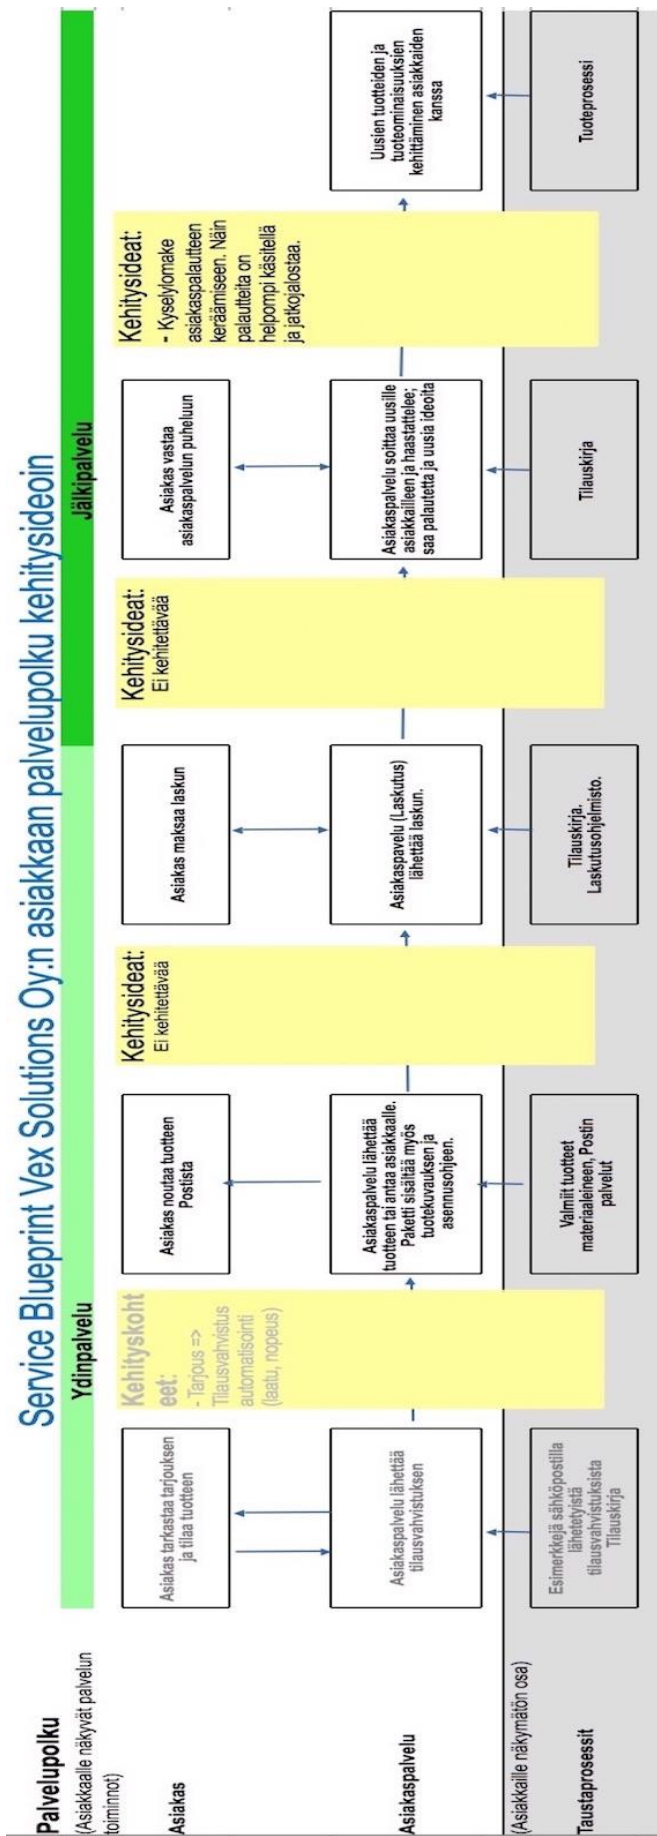 Service Blueprint Vex Solutions Oy:n asiakkaan palvelupolku kehitysideoin
Palvelupolku
(Asiakkaalle näkyvät palvelun
toiminnot)
Ydinpalvelu
Jälkipalvelu
Asiakas
Asiakas tarkastaa tarjouksen
ja tilaa tuotteen
Kehityskoht
eet:
- Tarjous =>
Tilausvahvistus
automatisointi
(laatu, nopeus)
Asiakas noutaa tuotteen
Postista
Kehitysideat:
Ei kehitettävää
Asiakas maksaa laskun
Kehitysideat:
Ei kehitettävää
Asiakas vastaa
asiakaspalvelun puheluun
Kehitysideat:
- Kyselylomake
asiakaspalautteen
keräämiseen. Näin
palautteita on
helpompi käsitellä
ja jatkojalostaa.
Asiakaspalvelu
Asiakaspalvelu lähettää
tilausvahvistuksen
Asiakaspalvelu lähettää
tuotteen tai antaa asiakkaalle.
Paketti sisältää myös
tuotekuvauksen ja
asennusohjeen.
Asiakaspavelu (Laskutus)
lähettää laskun.
Asiakaspalvelu soittaa uusille
asiakkailleen ja haastattelee;
saa palautetta ja uusia ideoita
Uusien tuotteiden ja
tuoteominaisuuksien
kehittäminen asiakkaiden
kanssa
(Asiakkaille näkymätön osa)
Taustaprosessit
Esimerkkejä sähköpostilla
lähetetyistä
tilausvahvistuksista
Tilauskirja
Valmiit tuotteet
materiaaleineen, Postin
palvelut
Tilauskirja.
Laskutusohjelmisto.
Tilauskirja
Tuoteprosessi